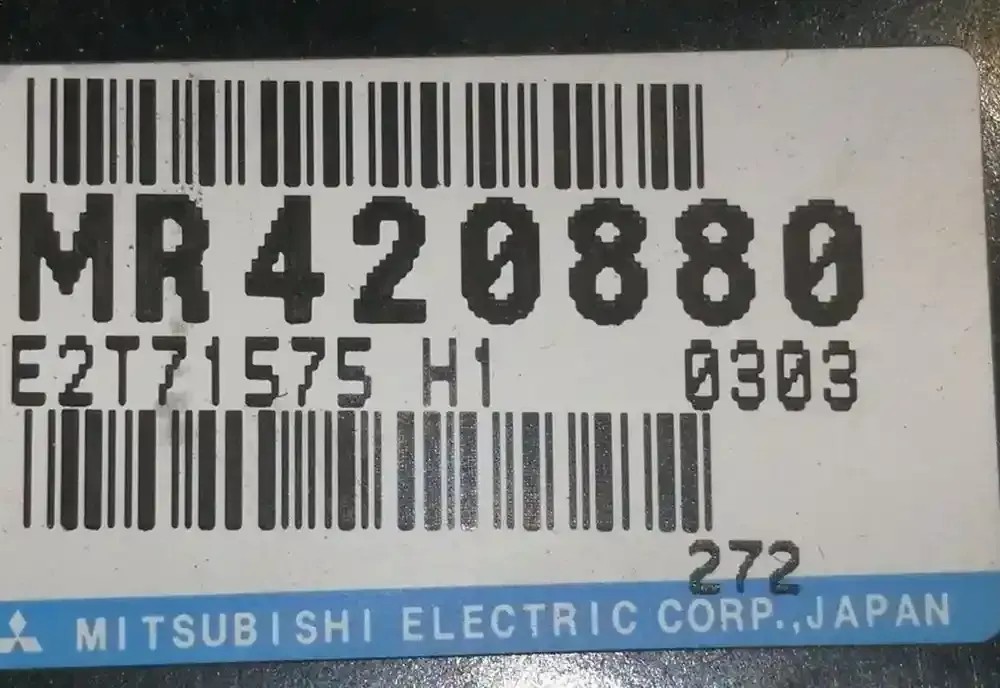 MR420880
E2T71575 H1 0303
272
MITSUBISHI ELECTRIC CORP.,JAPAN